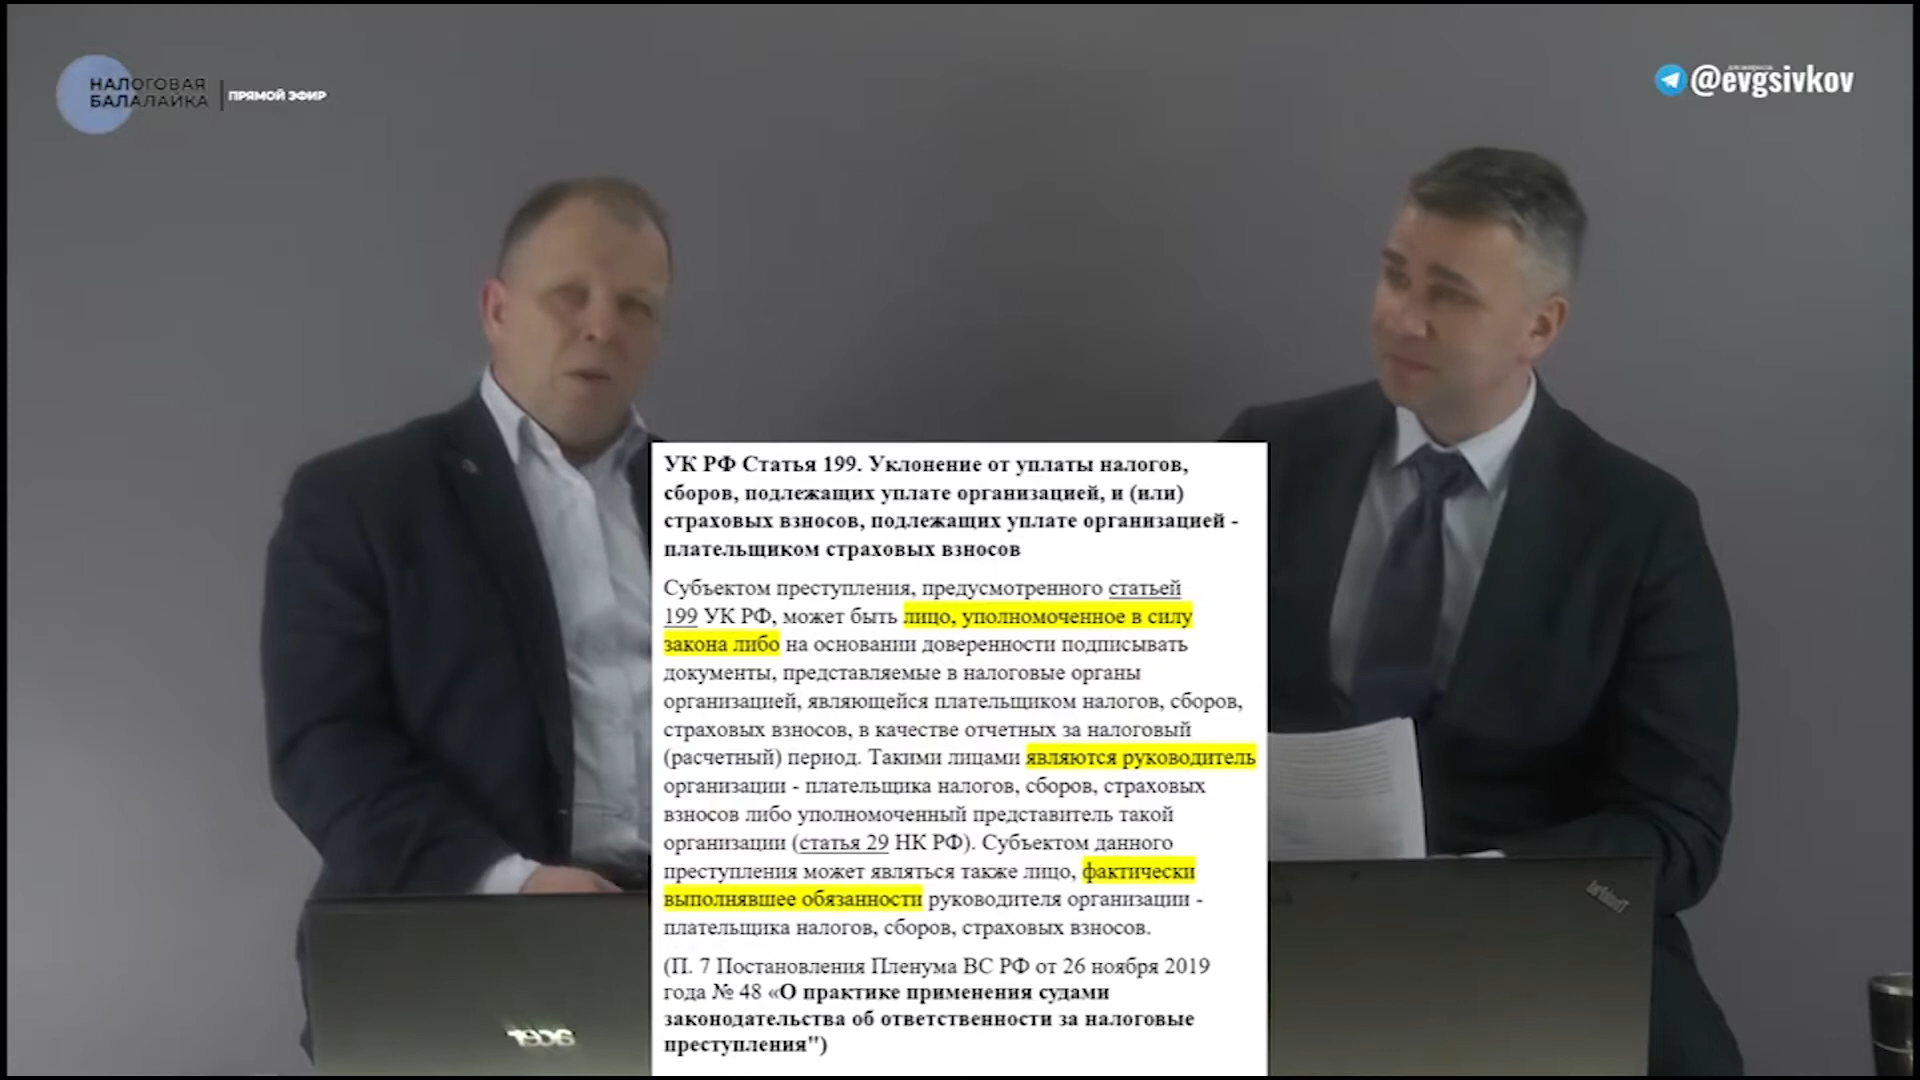 НАЛОГОВАЯ
БАЛАЛАЙКА
ПРЯМОЙ ЭФИР
@evgsivkov
УК РФ Статья 199. Уклонение от уплаты налогов,
сборов, подлежащих уплате организацией, и (или)
страховых взносов, подлежащих уплате организацией -
плательщиком страховых взносов
Субъектом преступления, предусмотренного статьей
199 УК РФ, может быть лицо, уполномоченное в силу
закона либо на основании доверенности подписывать
документы, представляемые в налоговые органы
организацией, являющейся плательщиком налогов, сборов,
страховых взносов, в качестве отчетных за налоговый
(расчетный) период. Такими лицами являются руководитель
организации - плательщика налогов, сборов, страховых
взносов либо уполномоченный представитель такой
организации (статья 29 НК РФ). Субъектом данного
преступления может являться также лицо, фактически
выполнявшее обязанности руководителя организации -
плательщика налогов, сборов, страховых взносов.
(П. 7 Постановления Пленума ВС РФ от 26 ноября 2019
года № 48 «О практике применения судами
законодательства об ответственности за налоговые
преступления")
acer
ThinkPad